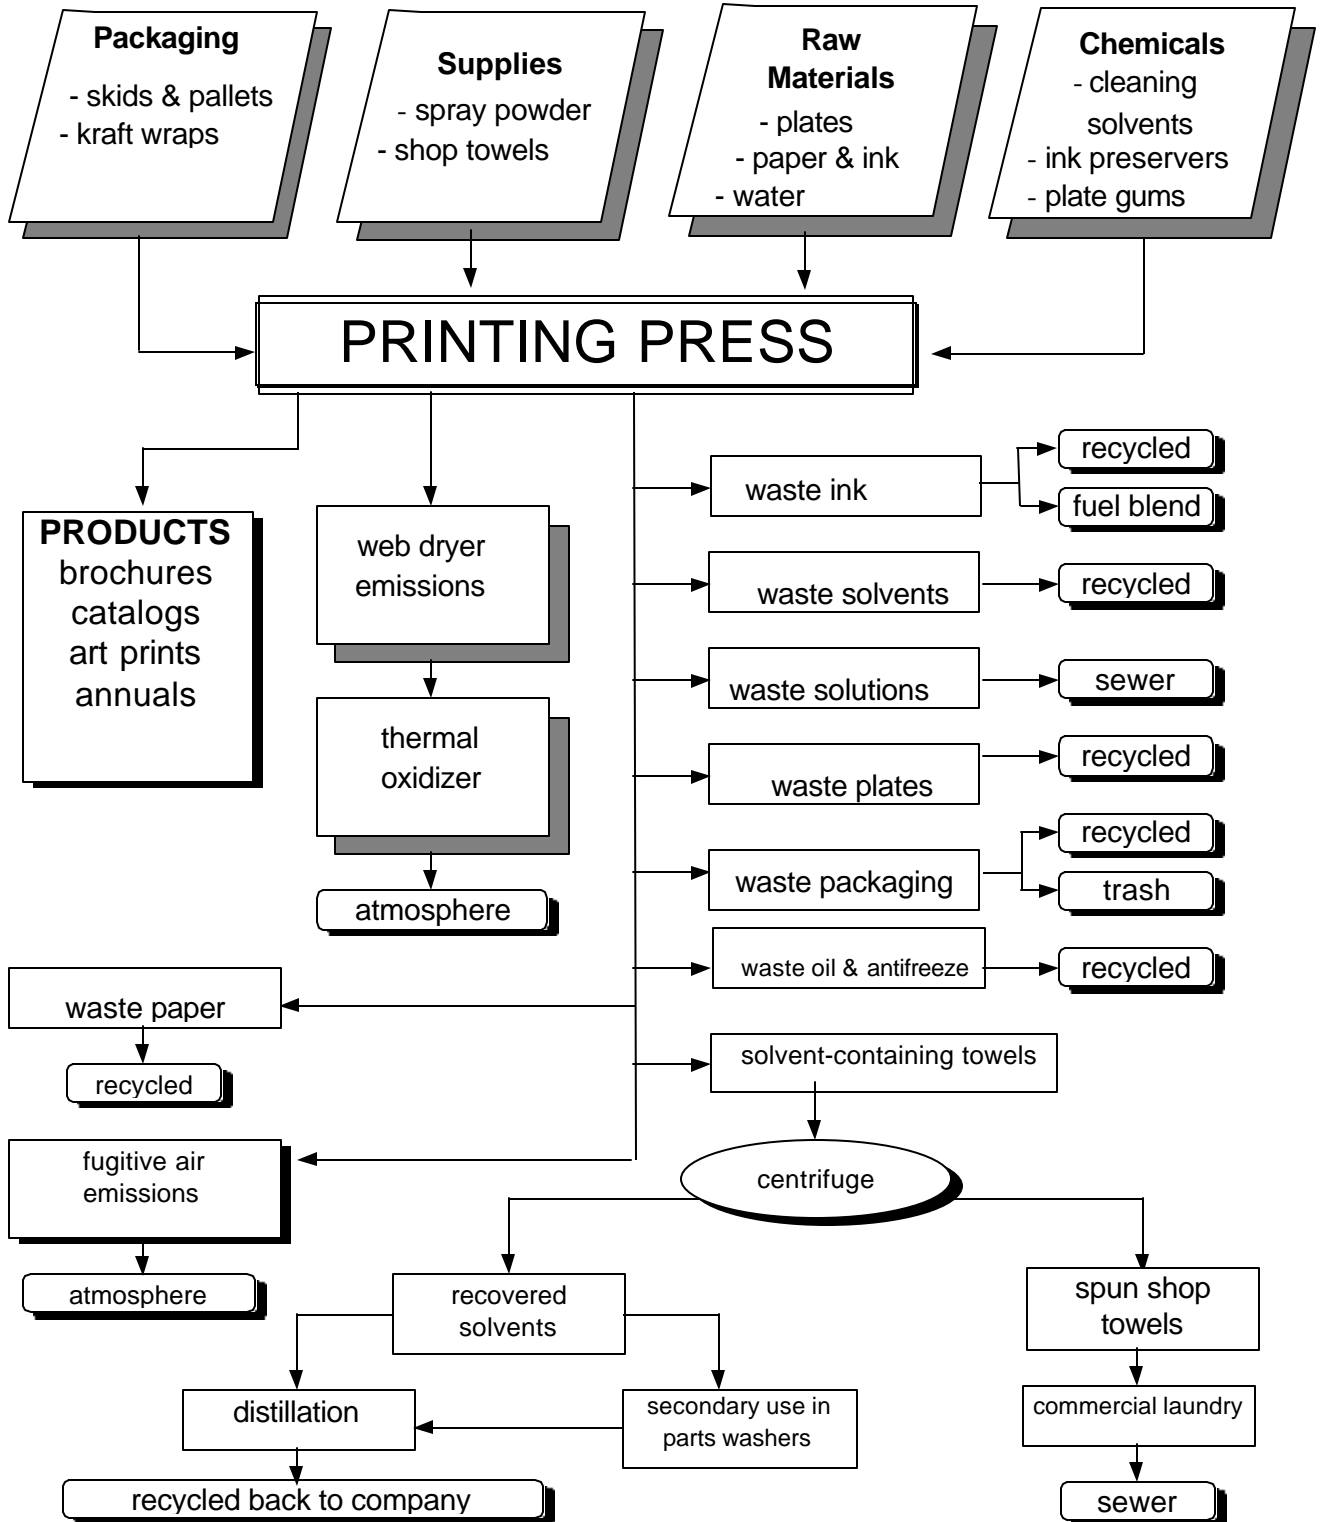 Packaging
- skids & pallets
- kraft wraps
Supplies
- spray powder
- shop towels
Raw
Materials
- plates
- paper & ink
- water
Chemicals
- cleaning
solvents
- ink preservers
- plate gums
PRINTING PRESS
PRODUCTS
brochures
catalogs
art prints
annuals
web dryer
emissions
thermal
oxidizer
atmosphere
waste ink
recycled
fuel blend
waste solvents
recycled
waste solutions
sewer
waste plates
recycled
waste packaging
recycled
trash
waste oil & antifreeze
recycled
waste paper
recycled
solvent-containing towels
fugitive air
emissions
atmosphere
centrifuge
recovered
solvents
spun shop
towels
distillation
secondary use in
parts washers
commercial laundry
recycled back to company
sewer